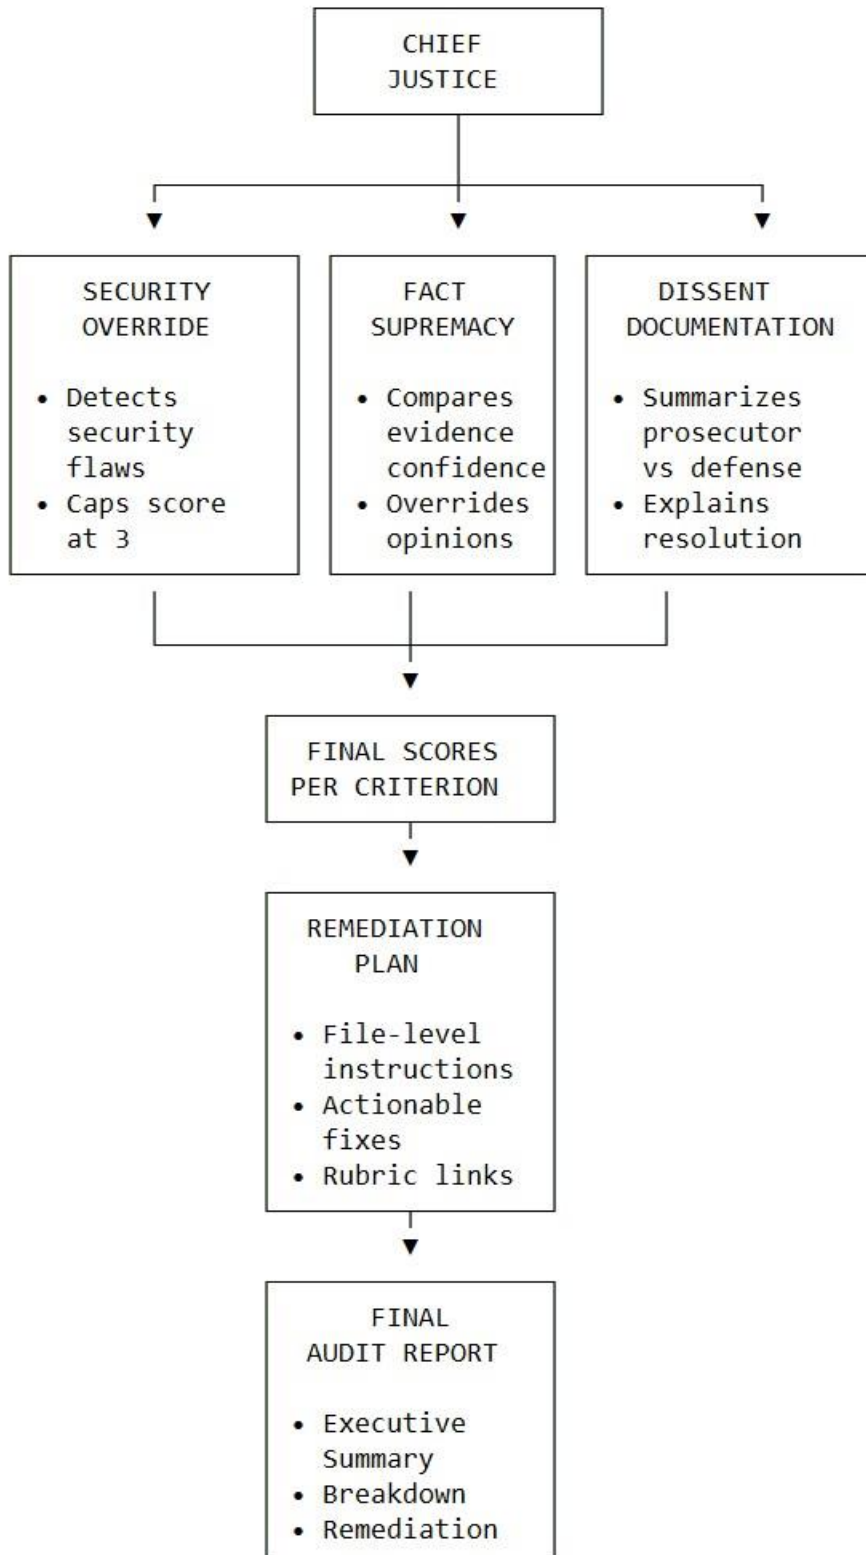 CHIEF
JUSTICE
SECURITY
OVERRIDE
• Detects
security
flaws
• Caps score
at 3
FACT
SUPREMACY
• Compares
evidence
confidence
• Overrides
opinions
DISSENT
DOCUMENTATION
• Summarizes
prosecutor
vs defense
• Explains
resolution
FINAL SCORES
PER CRITERION
REMEDIATION
PLAN
• File-level
instructions
• Actionable
fixes
• Rubric links
FINAL
AUDIT REPORT
• Executive
Summary
• Breakdown
• Remediation